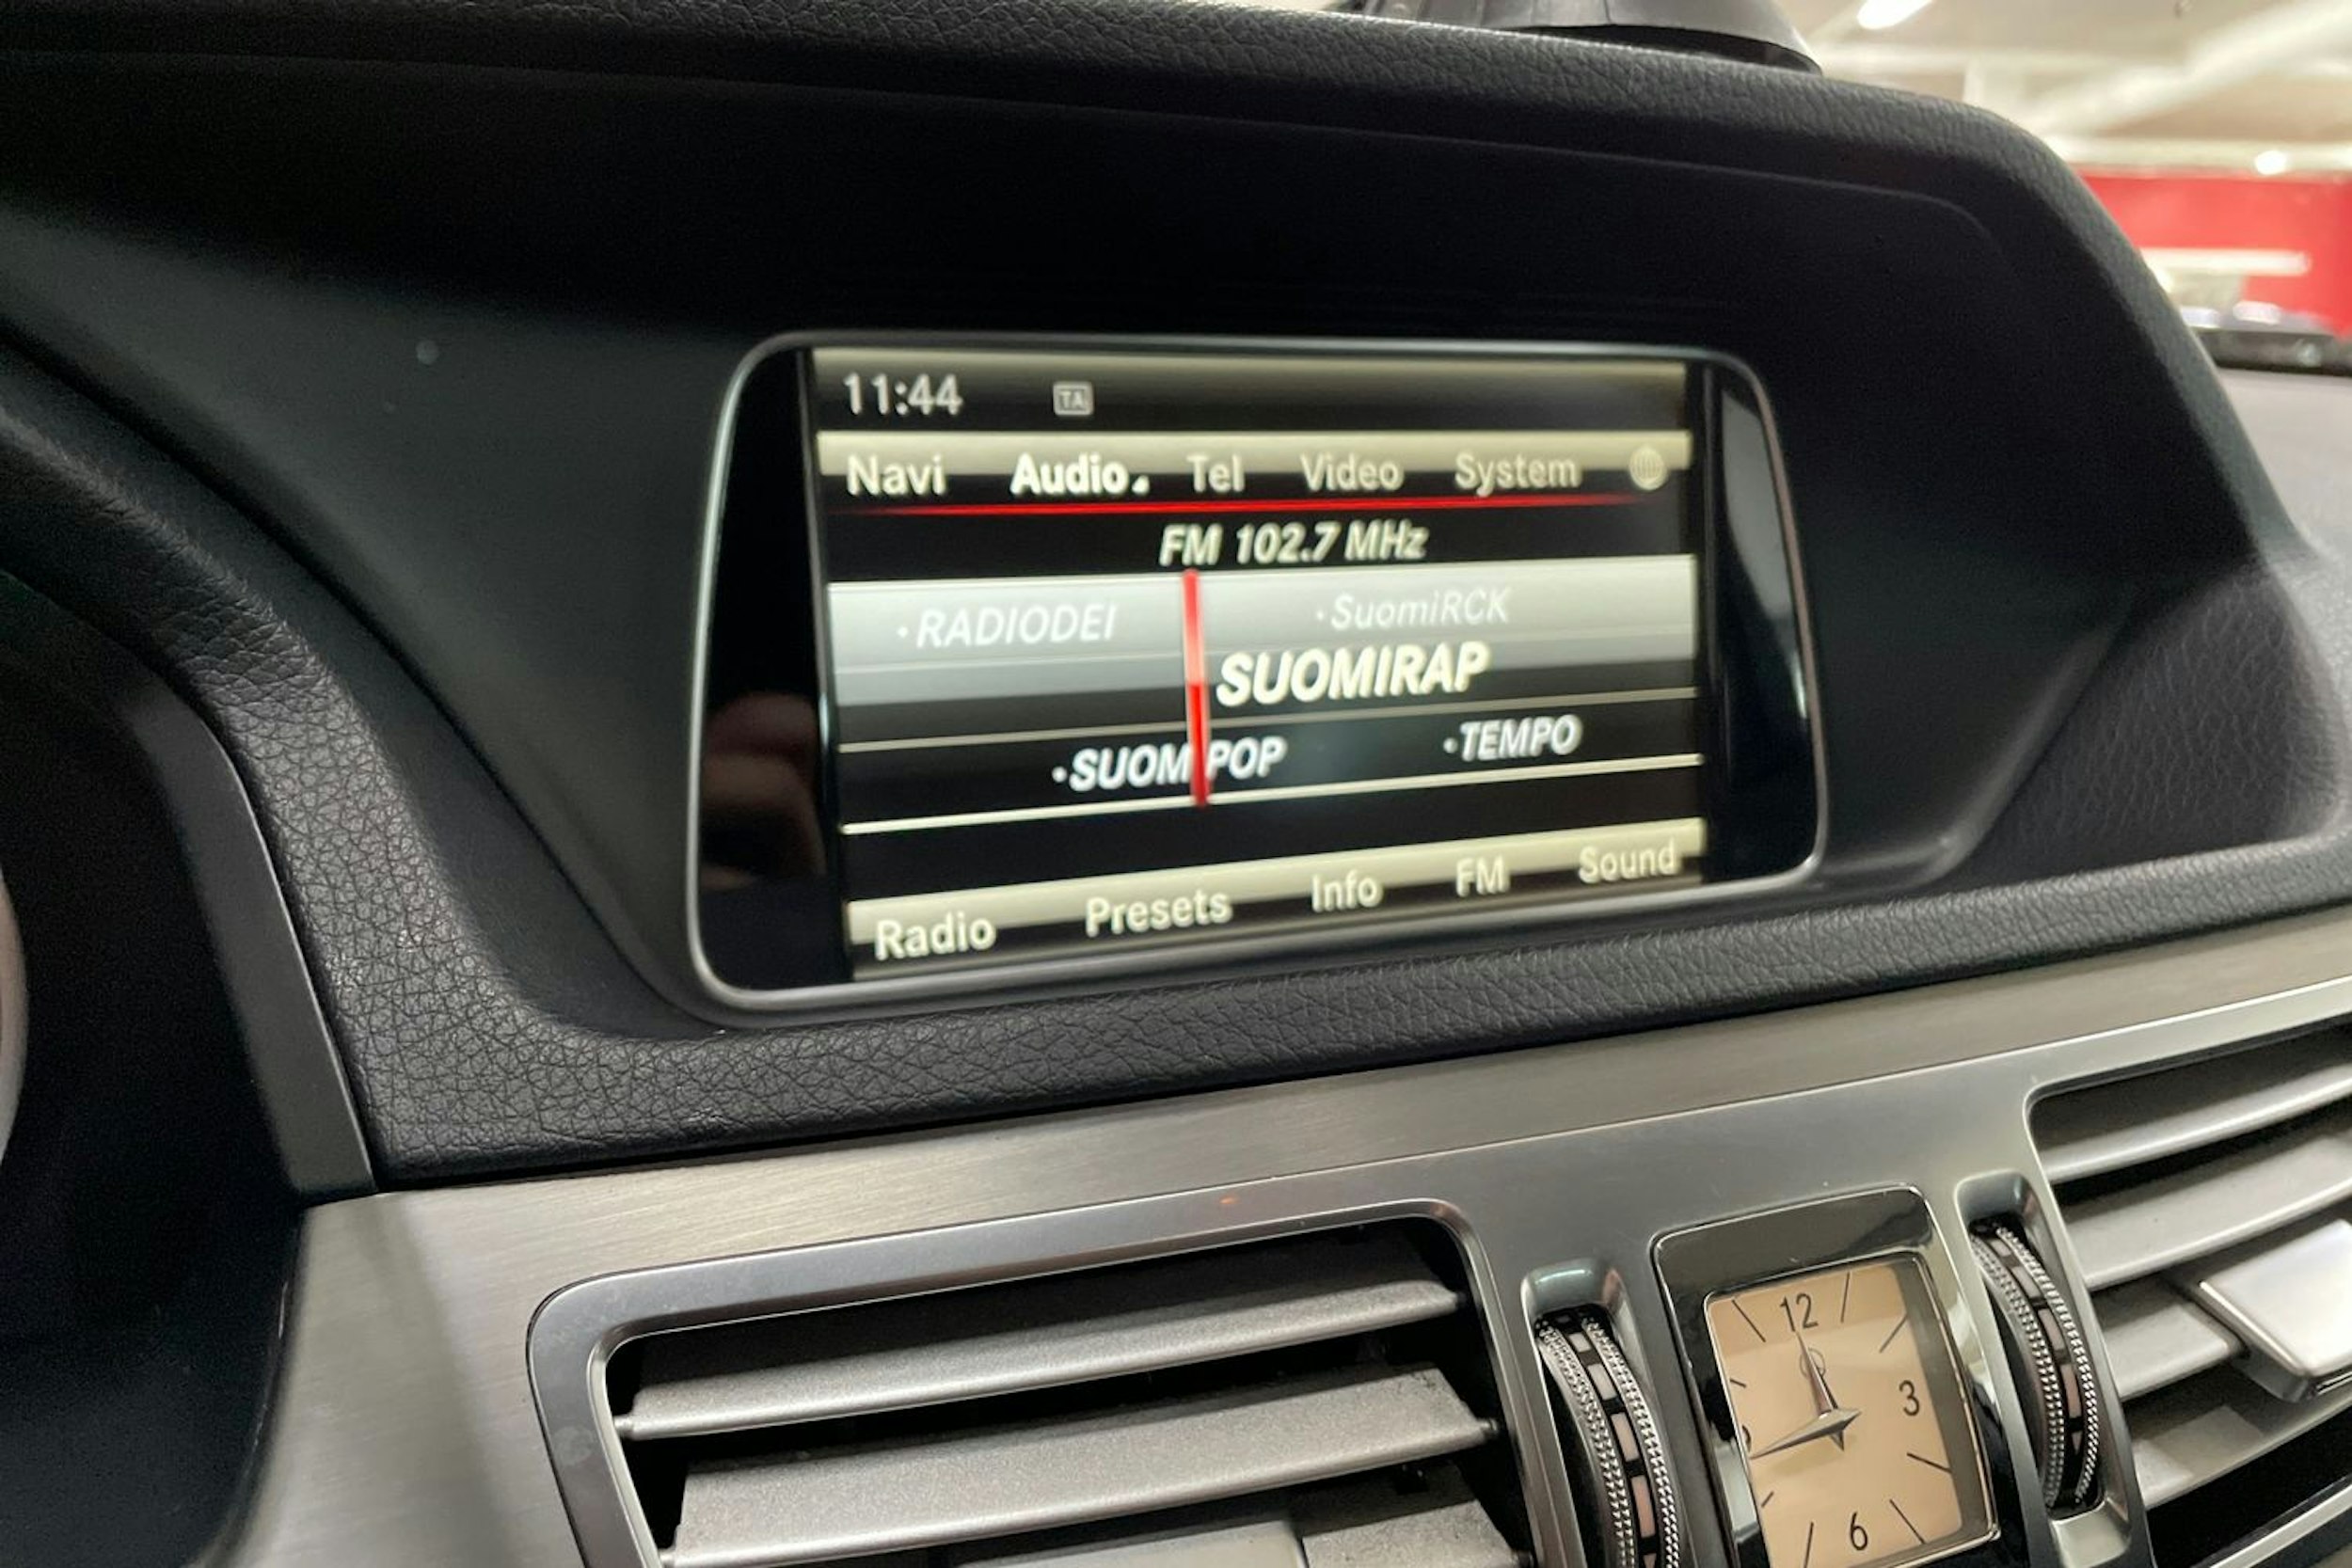 11:44 TA
Navi Audio Tel Video System
FM 102.7 MHz
·RADIODEI ·SuomiRCK
SUOMIRAP
·SUOMIPOP ·TEMPO
Radio Presets Info FM Sound
12
3
6